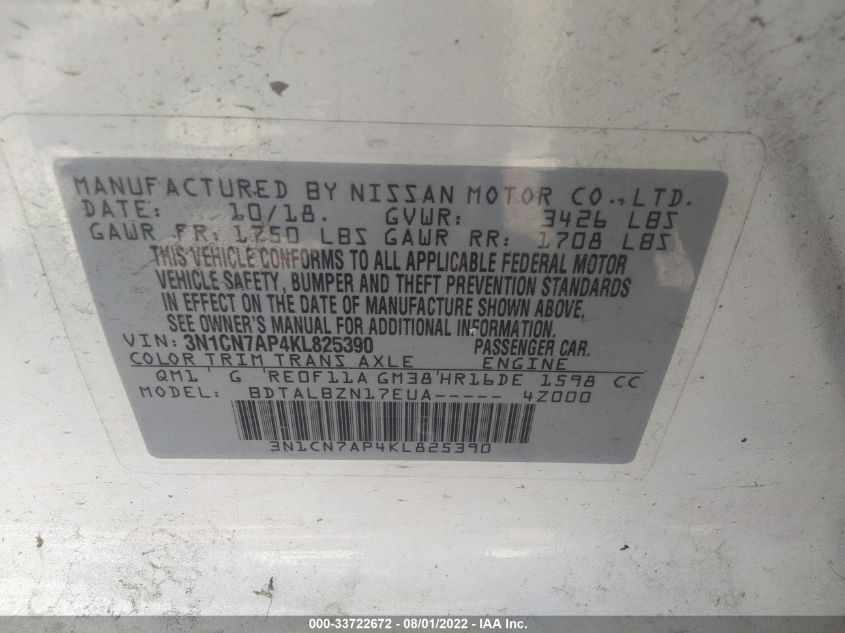 MANUFACTURED BY NISSAN MOTOR CO., LTD.
DATE: 10/18. GVWR: 3426 LBS
GAWR FR: 1750 LBS GAWR RR: 1708 LBS
THIS VEHICLE CONFORMS TO ALL APPLICABLE FEDERAL MOTOR
VEHICLE SAFETY, BUMPER AND THEFT PREVENTION STANDARDS
IN EFFECT ON THE DATE OF MANUFACTURE SHOWN ABOVE.
SEE OWNER'S MANUAL FOR ADDITIONAL INFORMATION.
VIN: 3N1CN7AP4KL825390 PASSENGER CAR.
COLOR TRIM TRANS AXLE ENGINE
QM1' G 'RE0F11A GM38'HR16DE 1598 CC
MODEL: BDTALBZN17EUA----- 4Z000
3N1CN7AP4KL825390
000-33722672 - 08/01/2022 - © IAA Inc.